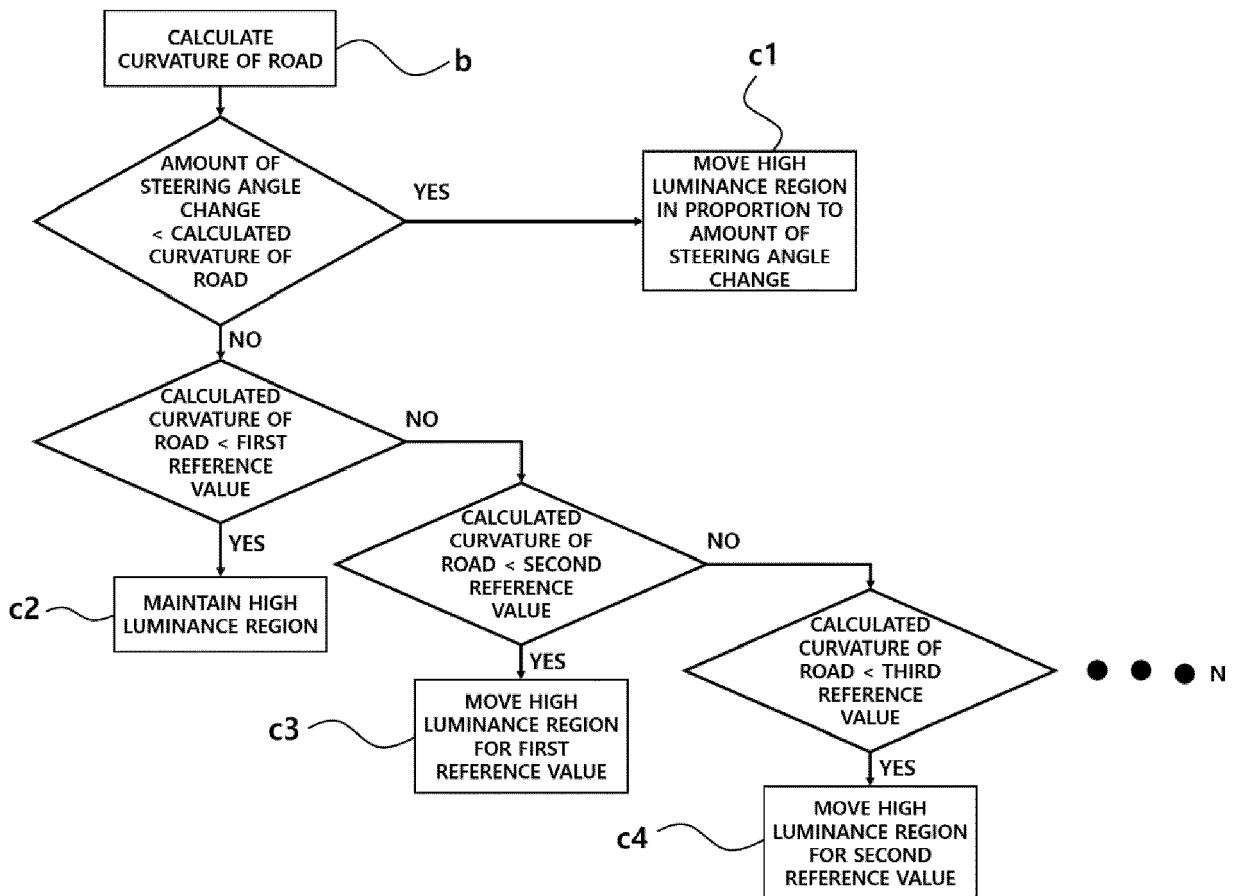 CALCULATE
CURVATURE OF ROAD
b
c1
AMOUNT OF
STEERING ANGLE
CHANGE
< CALCULATED
CURVATURE OF
ROAD
YES
MOVE HIGH
LUMINANCE REGION
IN PROPORTION TO
AMOUNT OF
STEERING ANGLE
CHANGE
NO
CALCULATED
CURVATURE OF
ROAD < FIRST
REFERENCE
VALUE
NO
YES
c2
MAINTAIN HIGH
LUMINANCE REGION
CALCULATED
CURVATURE OF
ROAD < SECOND
REFERENCE
VALUE
NO
YES
c3
MOVE HIGH
LUMINANCE REGION
FOR FIRST
REFERENCE VALUE
CALCULATED
CURVATURE OF
ROAD < THIRD
REFERENCE
VALUE
N
YES
c4
MOVE HIGH
LUMINANCE REGION
FOR SECOND
REFERENCE VALUE